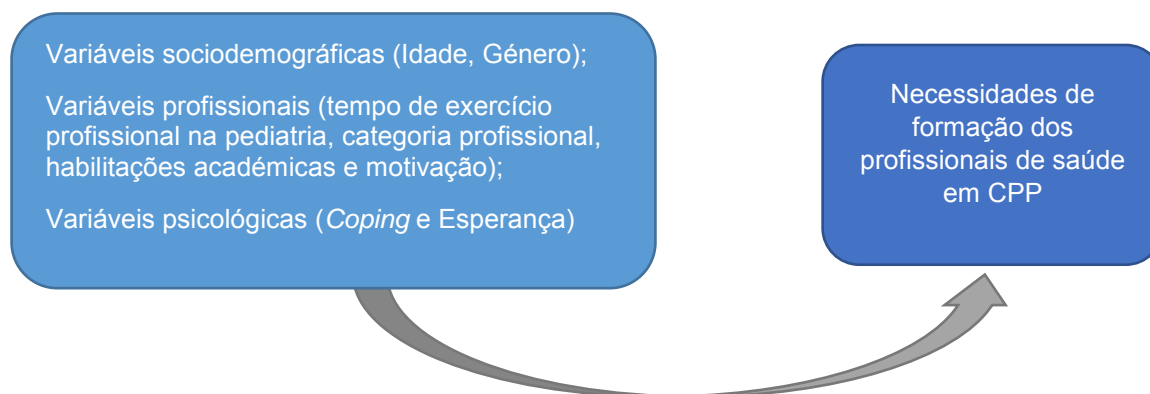 Variáveis sociodemográficas (Idade, Género);
Variáveis profissionais (tempo de exercício
profissional na pediatria, categoria profissional,
habilitações académicas e motivação);
Variáveis psicológicas (Coping e Esperança)
Necessidades de
formação dos
profissionais de saúde
em CPP